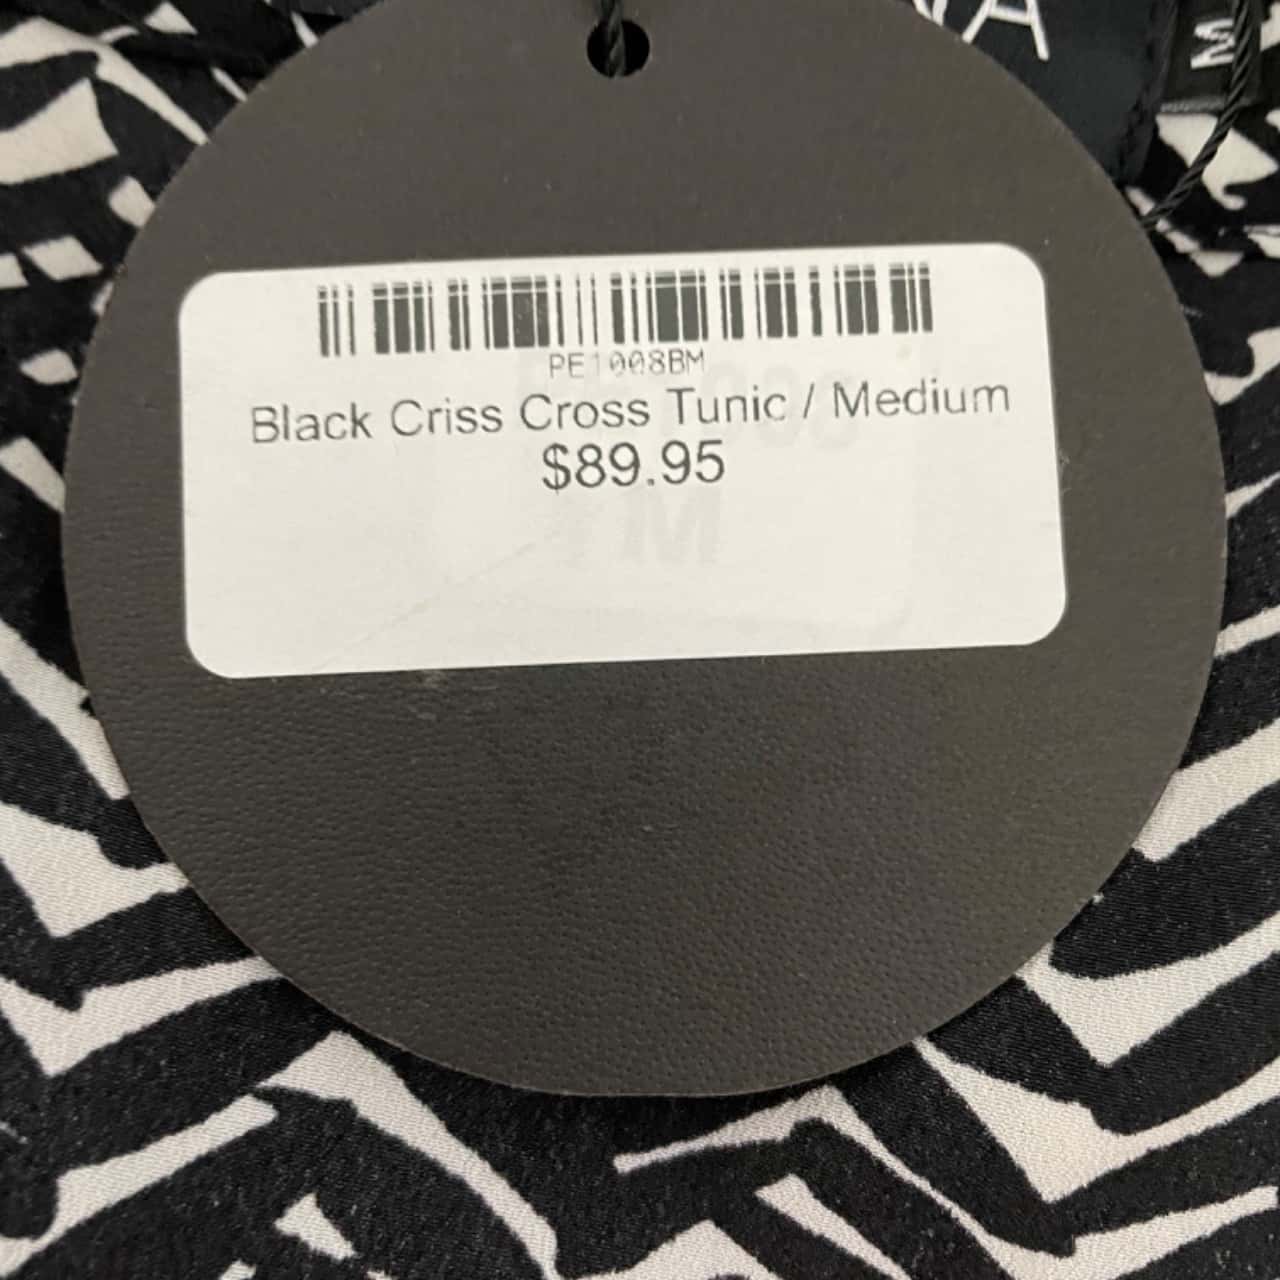 M
PE1008BM
Black Criss Cross Tunic / Medium
$89.95